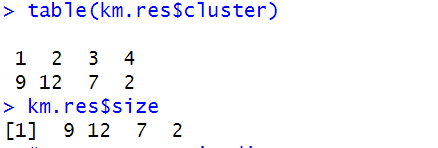 > table(km.res$cluster)
1 2 3 4
9 12 7 2
> km.res$size
[1] 9 12 7 2